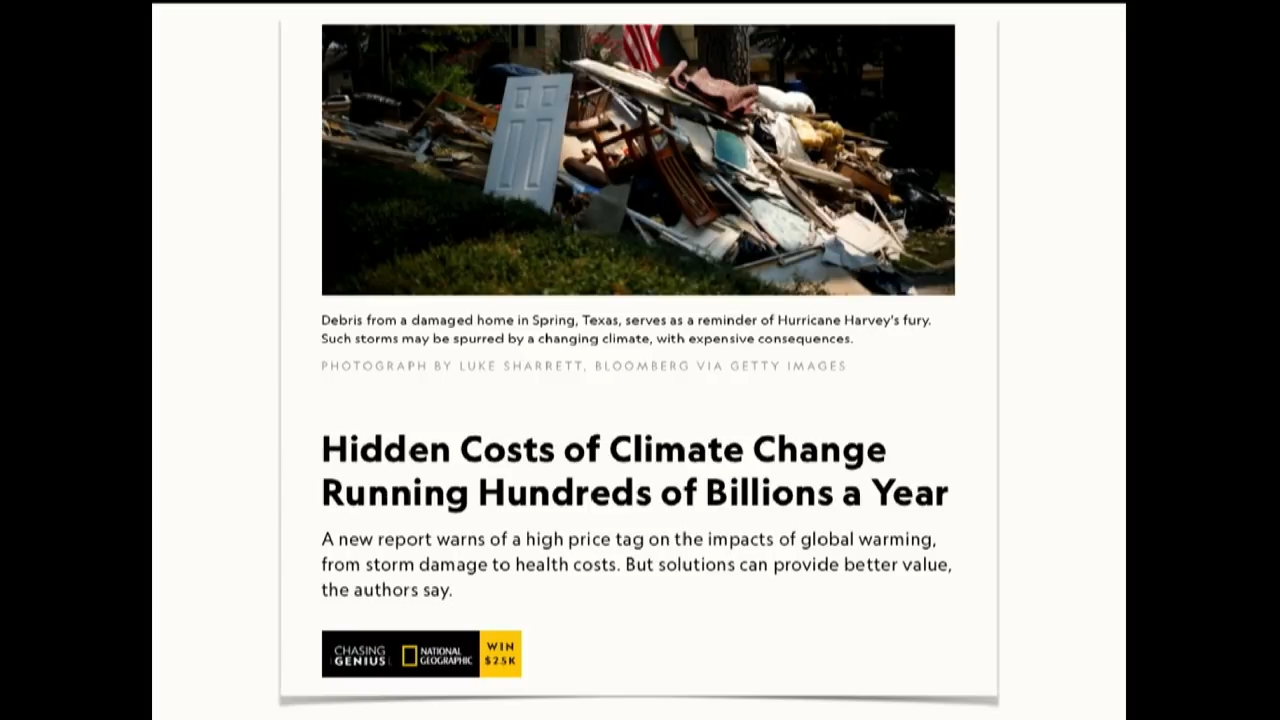 Debris from a damaged home in Spring, Texas, serves as a reminder of Hurricane Harvey's fury.
Such storms may be spurred by a changing climate, with expensive consequences.
PHOTOGRAPH BY LUKE SHARRETT, BLOOMBERG VIA GETTY IMAGES
Hidden Costs of Climate Change
Running Hundreds of Billions a Year
A new report warns of a high price tag on the impacts of global warming,
from storm damage to health costs. But solutions can provide better value,
the authors say.
CHASING
GENIUS
NATIONAL
GEOGRAPHIC
WIN
$25K